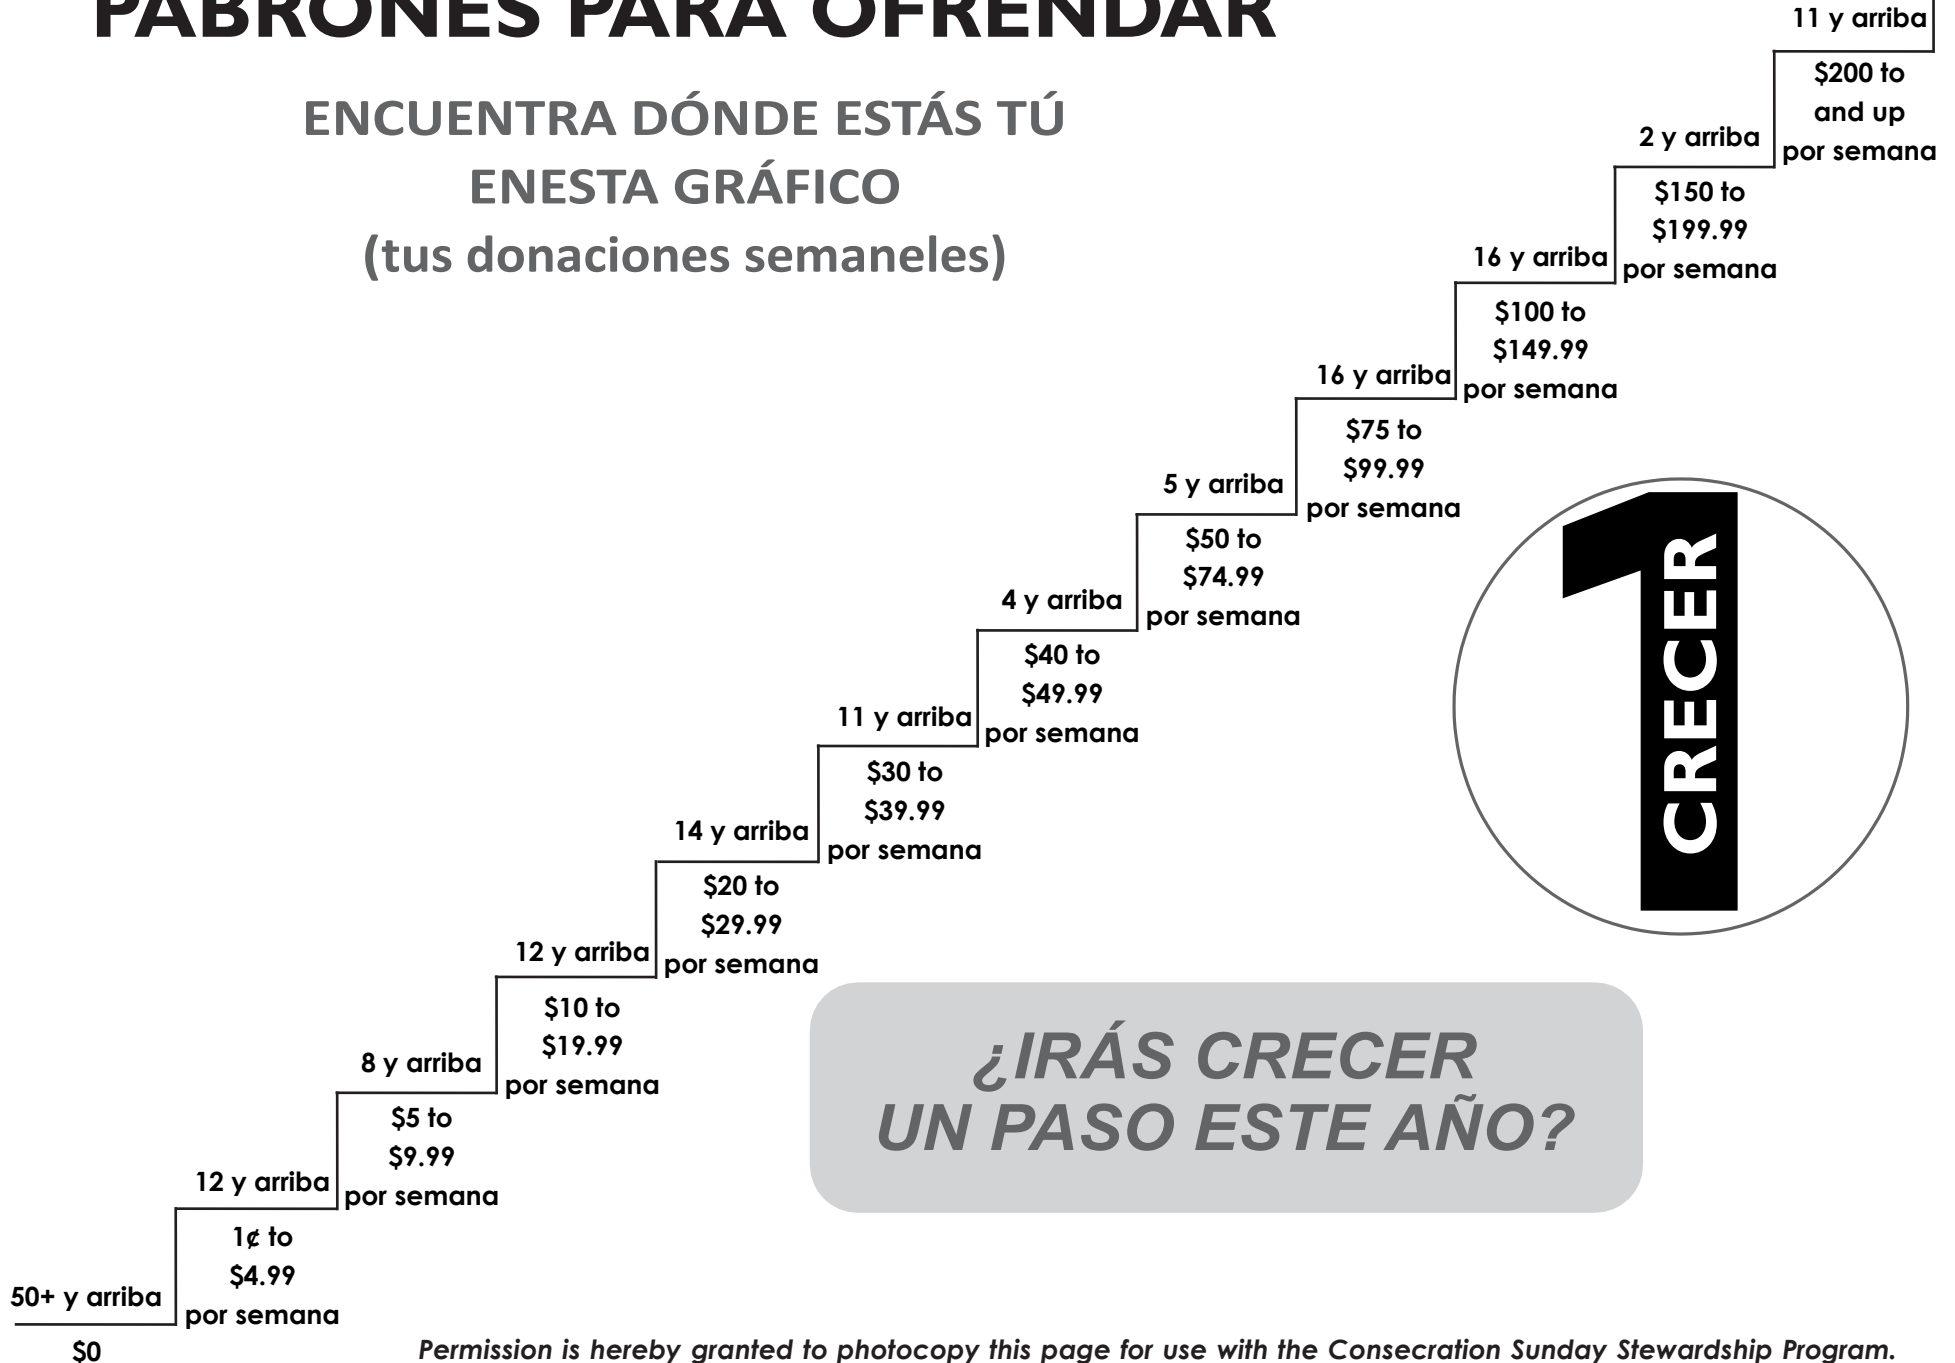 PABRONES PARA OFRENDAR
ENCUENTRA DÓNDE ESTÁS TÚ
ENESTA GRÁFICO
(tus donaciones semaneles)
11 y arriba
$200 to
and up
por semana
2 y arriba
$150 to
$199.99
por semana
16 y arriba
$100 to
$149.99
por semana
16 y arriba
$75 to
$99.99
por semana
5 y arriba
$50 to
$74.99
por semana
4 y arriba
$40 to
$49.99
por semana
11 y arriba
$30 to
$39.99
por semana
14 y arriba
$20 to
$29.99
por semana
12 y arriba
$10 to
$19.99
por semana
8 y arriba
$5 to
$9.99
por semana
12 y arriba
1¢ to
$4.99
por semana
50+ y arriba
$0
1
CRECER
¿IRÁS CRECER
UN PASO ESTE AÑO?
Permission is hereby granted to photocopy this page for use with the Consecration Sunday Stewardship Program.